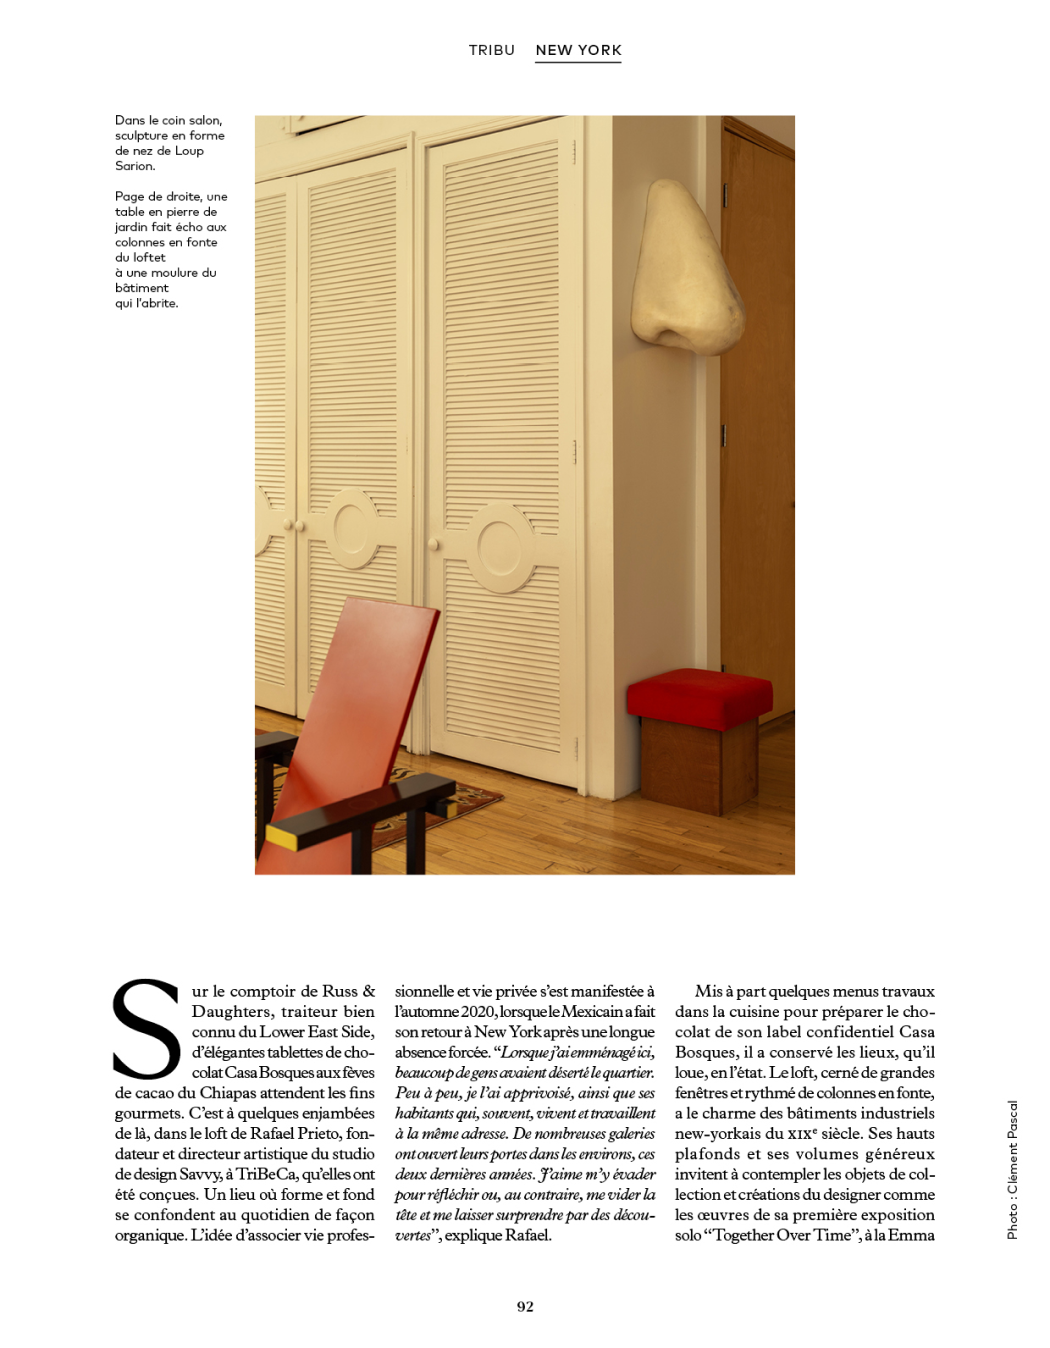 TRIBU NEW YORK
Dans le coin salon,
sculpture en forme
de nez de Loup
Sarion.
Page de droite, une
table en pierre de
jardin fait écho aux
colonnes en fonte
du loftet
à une moulure du
bâtiment
qui l’abrite.
Sur le comptoir de Russ &
Daughters, traiteur bien
connu du Lower East Side,
d’élégantes tablettes de cho-
colat Casa Bosques aux fèves
de cacao du Chiapas attendent les fins
gourmets. C’est à quelques enjambées
de là, dans le loft de Rafael Prieto, fon-
dateur et directeur artistique du studio
de design Savvy, à TriBeCa, qu’elles ont
été conçues. Un lieu où forme et fond
se confondent au quotidien de façon
organique. L’idée d’associer vie profes-
sionnelle et vie privée s’est manifestée à
l’automne 2020, lorsque le Mexicain a fait
son retour à New York après une longue
absence forcée. “Lorsque j’ai emménagé ici,
beaucoup de gens avaient déserté le quartier.
Peu à peu, je l’ai apprivoisé, ainsi que ses
habitants qui, souvent, vivent et travaillent
à la même adresse. De nombreuses galeries
ont ouvert leurs portes dans les environs, ces
deux dernières années. J’aime m’y évader
pour réfléchir ou, au contraire, me vider la
tête et me laisser surprendre par des décou-
vertes”, explique Rafael.
Mis à part quelques menus travaux
dans la cuisine pour préparer le cho-
colat de son label confidentiel Casa
Bosques, il a conservé les lieux, qu’il
loue, en l’état. Le loft, cerné de grandes
fenêtres et rythmé de colonnes en fonte,
a le charme des bâtiments industriels
new-yorkais du XIXe siècle. Ses hauts
plafonds et ses volumes généreux
invitent à contempler les objets de col-
lection et créations du designer comme
les œuvres de sa première exposition
solo “Together Over Time”, à la Emma
Photo : Clément Pascal
92